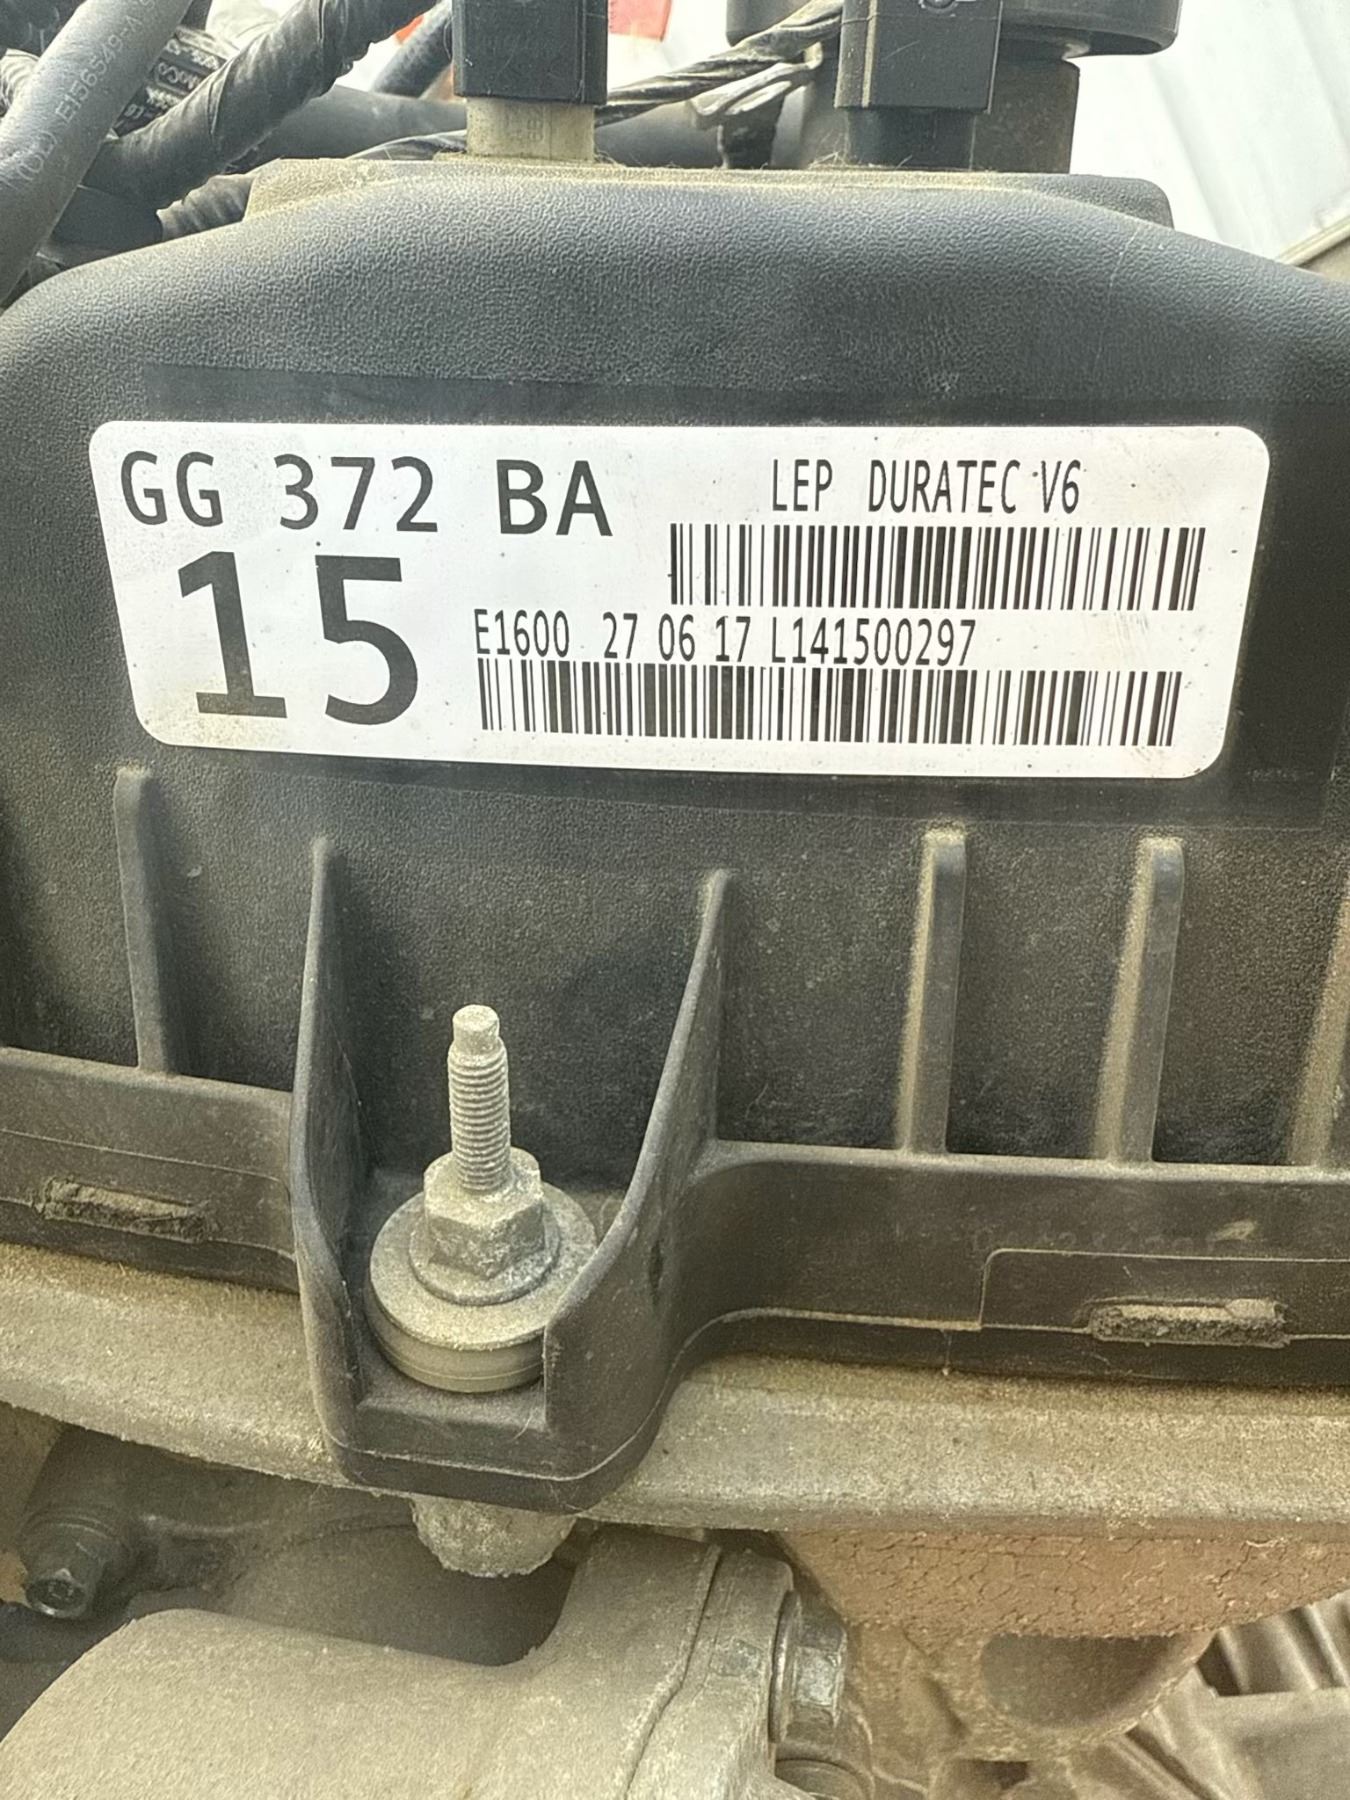 GG 372 BA
15
LEP DURATEC V6
E1600 27 06 17 L141500297